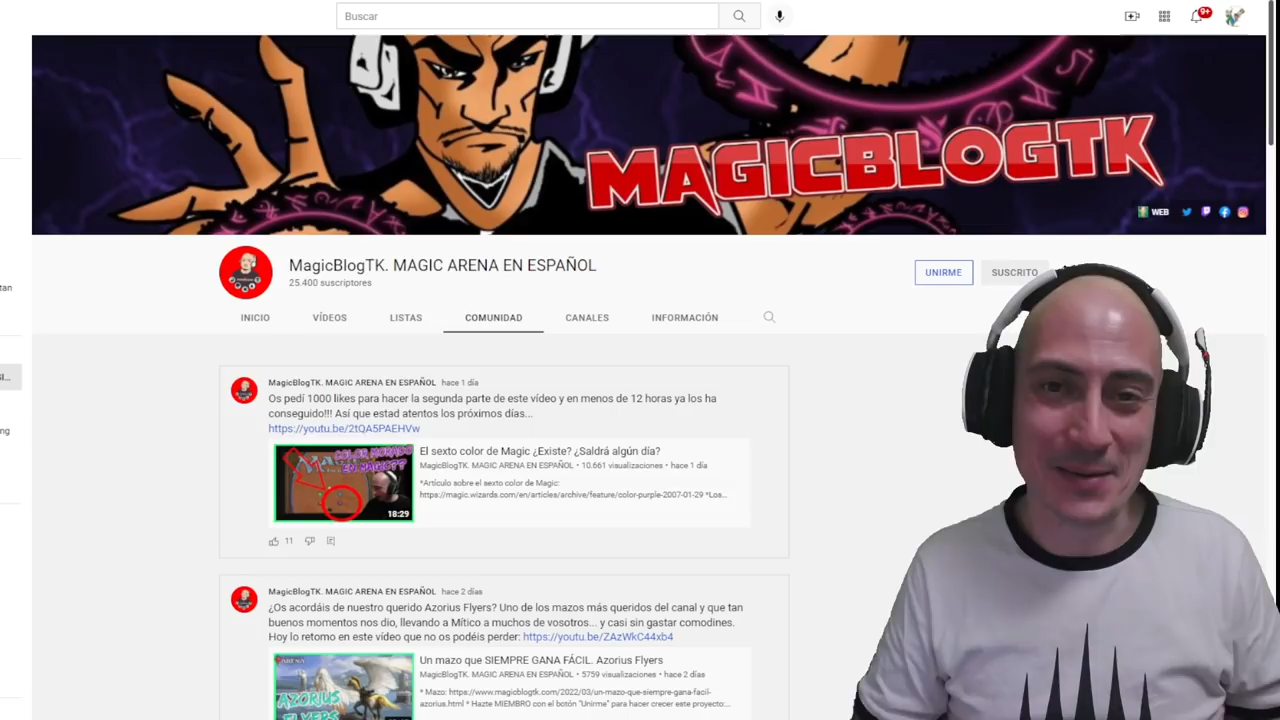 Buscar
9+
MAGICBLOGTK
WEB
MagicBlogTK. MAGIC ARENA EN ESPAÑOL
25.400 suscriptores
UNIRME
SUSCRITO
tan
INICIO
VÍDEOS
LISTAS
COMUNIDAD
CANALES
INFORMACIÓN
MagicBlogTK. MAGIC ARENA EN ESPAÑOL hace 1 día
Os pedí 1000 likes para hacer la segunda parte de este vídeo y en menos de 12 horas ya los ha
conseguido!!! Así que estad atentos los próximos días...
https://youtu.be/2tQA5PAEHVw
COLOR MORADO
EN MAGIC??
18:29
El sexto color de Magic ¿Existe? ¿Saldrá algún día?
MagicBlogTK. MAGIC ARENA EN ESPAÑOL • 10.661 visualizaciones • hace 1 día
*Artículo sobre el sexto color de Magic:
https://magic.wizards.com/en/articles/archive/feature/color-purple-2007-01-29 *Los...
11
ng
MagicBlogTK. MAGIC ARENA EN ESPAÑOL hace 2 días
¿Os acordáis de nuestro querido Azorius Flyers? Uno de los mazos más queridos del canal y que tan
buenos momentos nos dio, llevando a Mítico a muchos de vosotros... y casi sin gastar comodines.
Hoy lo retomo en este vídeo que no os podéis perder: https://youtu.be/ZAzWkC44xb4
ARENA
AZORIUS
FLYERS
Un mazo que SIEMPRE GANA FÁCIL. Azorius Flyers
MagicBlogTK. MAGIC ARENA EN ESPAÑOL • 5759 visualizaciones • hace 2 días
* Mazo: https://www.magicblogtk.com/2022/03/un-mazo-que-siempre-gana-facil-
azorius.html * Hazte MIEMBRO con el botón "Unirme" para hacer crecer este proyecto:...